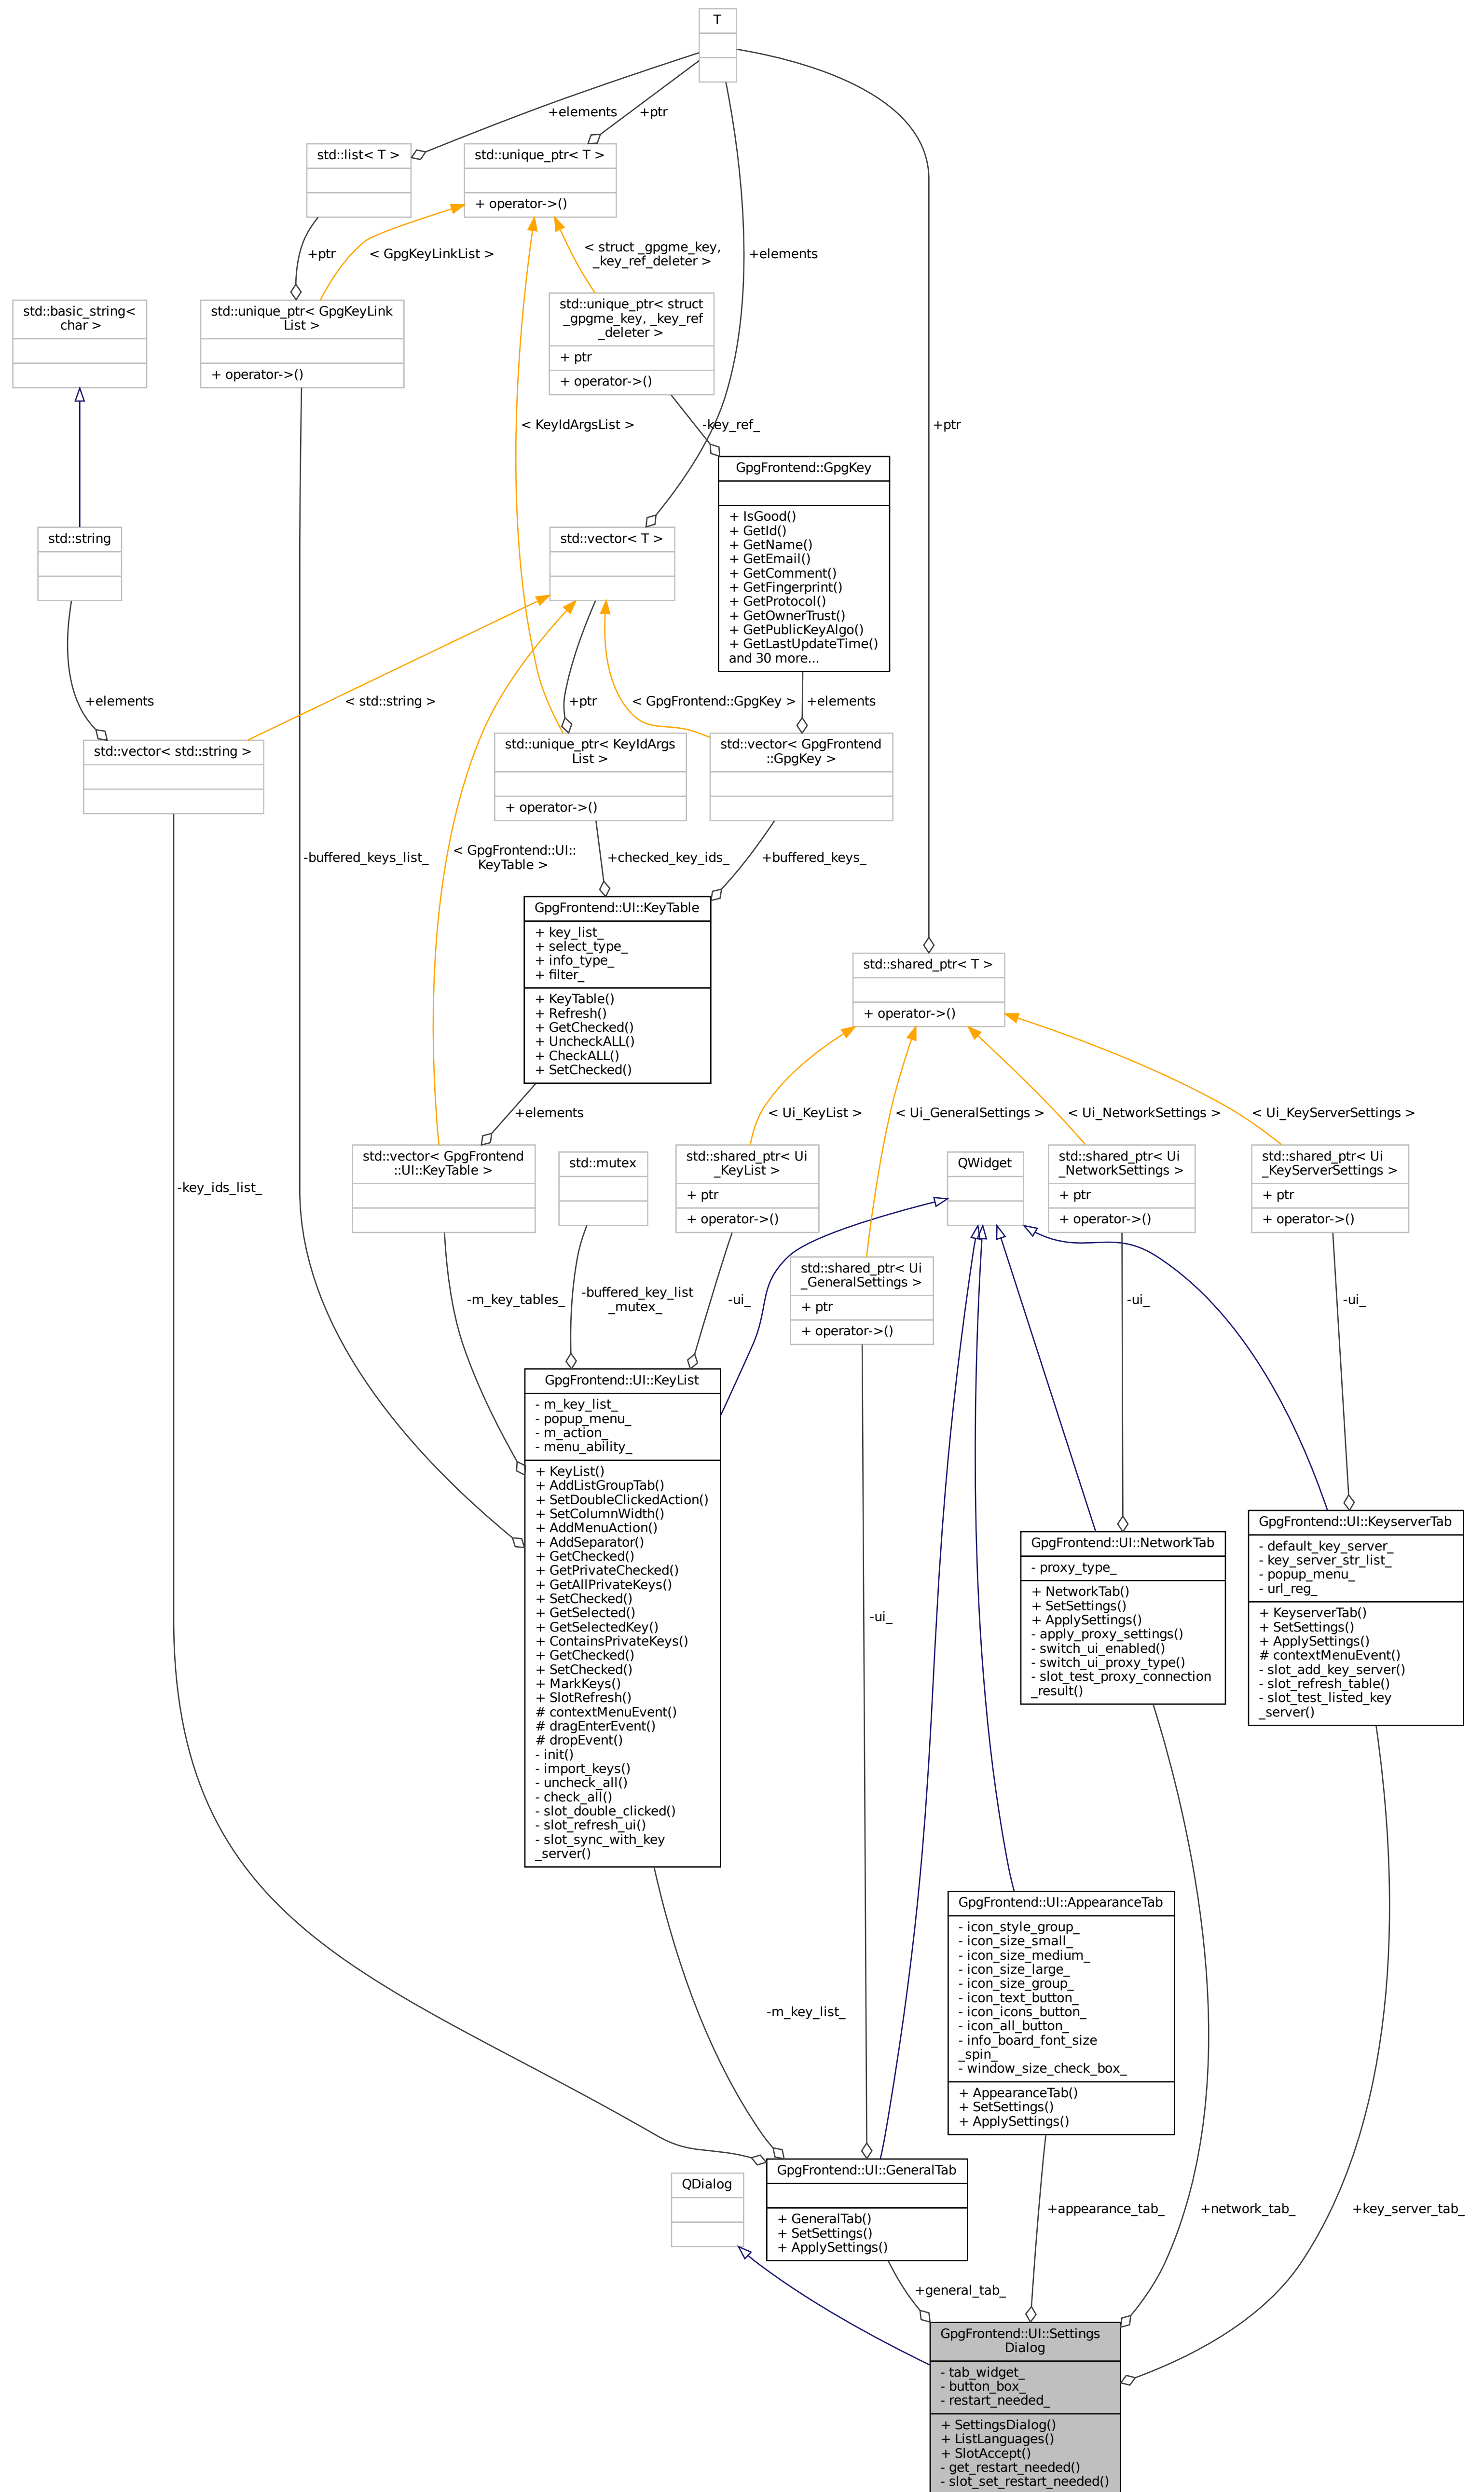 T
+elements
+ptr
std::list< T >
std::unique_ptr< T >
+ operator->()
+ptr
< GpgKeyLinkList >
< struct _gpgme_key,
_key_ref_deleter >
+elements
std::basic_string<
char >
std::unique_ptr< GpgKeyLink
List >
+ operator->()
std::unique_ptr< struct
_gpgme_key, _key_ref
_deleter >
+ ptr
+ operator->()
< KeyIdArgsList >
-key_ref_
+ptr
GpgFrontend::GpgKey
+ IsGood()
+ GetId()
+ GetName()
+ GetEmail()
+ GetComment()
+ GetFingerprint()
+ GetProtocol()
+ GetOwnerTrust()
+ GetPublicKeyAlgo()
+ GetLastUpdateTime()
and 30 more...
std::string
std::vector< T >
+elements
< std::string >
+ptr
< GpgFrontend::GpgKey >
+elements
std::vector< std::string >
std::unique_ptr< KeyIdArgs
List >
+ operator->()
std::vector< GpgFrontend
::GpgKey >
-buffered_keys_list_
< GpgFrontend::UI::
KeyTable >
+checked_key_ids_
+buffered_keys_
GpgFrontend::UI::KeyTable
+ key_list_
+ select_type_
+ info_type_
+ filter_
+ KeyTable()
+ Refresh()
+ GetChecked()
+ UncheckALL()
+ CheckALL()
+ SetChecked()
std::shared_ptr< T >
+ operator->()
+elements
< Ui_KeyList >
< Ui_GeneralSettings >
< Ui_NetworkSettings >
< Ui_KeyServerSettings >
-key_ids_list_
std::vector< GpgFrontend
::UI::KeyTable >
std::mutex
std::shared_ptr< Ui
_KeyList >
+ ptr
+ operator->()
QWidget
std::shared_ptr< Ui
_NetworkSettings >
+ ptr
+ operator->()
std::shared_ptr< Ui
_KeyServerSettings >
+ ptr
+ operator->()
std::shared_ptr< Ui
_GeneralSettings >
+ ptr
+ operator->()
-m_key_tables_
-buffered_key_list
_mutex_
-ui_
-ui_
-ui_
GpgFrontend::UI::KeyList
- m_key_list_
- popup_menu_
- m_action_
- menu_ability_
+ KeyList()
+ AddListGroupTab()
+ SetDoubleClickedAction()
+ SetColumnWidth()
+ AddMenuAction()
+ AddSeparator()
+ GetChecked()
+ GetPrivateChecked()
+ GetAllPrivateKeys()
+ SetChecked()
+ GetSelected()
+ GetSelectedKey()
+ ContainsPrivateKeys()
+ GetChecked()
+ SetChecked()
+ MarkKeys()
+ SlotRefresh()
# contextMenuEvent()
# dragEnterEvent()
# dropEvent()
- init()
- import_keys()
- uncheck_all()
- check_all()
- slot_double_clicked()
- slot_refresh_ui()
- slot_sync_with_key
_server()
-ui_
GpgFrontend::UI::NetworkTab
- proxy_type_
+ NetworkTab()
+ SetSettings()
+ ApplySettings()
- apply_proxy_settings()
- switch_ui_enabled()
- switch_ui_proxy_type()
- slot_test_proxy_connection
_result()
GpgFrontend::UI::KeyserverTab
- default_key_server_
- key_server_str_list_
- popup_menu_
- url_reg_
+ KeyserverTab()
+ SetSettings()
+ ApplySettings()
# contextMenuEvent()
- slot_add_key_server()
- slot_refresh_table()
- slot_test_listed_key
_server()
GpgFrontend::UI::AppearanceTab
- icon_style_group_
- icon_size_small_
- icon_size_medium_
- icon_size_large_
- icon_size_group_
- icon_text_button_
- icon_icons_button_
- icon_all_button_
- info_board_font_size
_spin_
- window_size_check_box_
+ AppearanceTab()
+ SetSettings()
+ ApplySettings()
-m_key_list_
QDialog
GpgFrontend::UI::GeneralTab
+ GeneralTab()
+ SetSettings()
+ ApplySettings()
+appearance_tab_
+network_tab_
+key_server_tab_
+general_tab_
GpgFrontend::UI::Settings
Dialog
- tab_widget_
- button_box_
- restart_needed_
+ SettingsDialog()
+ ListLanguages()
+ SlotAccept()
- get_restart_needed()
- slot_set_restart_needed()